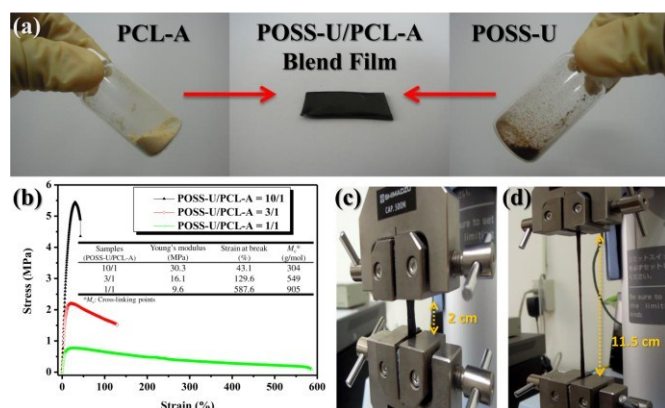 (a)
PCL-A
POSS-U/PCL-A
Blend Film
POSS-U
(b)
POSS-U/PCL-A = 10/1
POSS-U/PCL-A = 3/1
POSS-U/PCL-A = 1/1
Samples Young's modulus Strain at break Mc*
(POSS-U/PCL-A) (MPa) (%) (g/mol)
10/1 30.3 43.1 304
3/1 16.1 129.6 549
1/1 9.6 587.6 905
*Mc: Cross-linking points
Stress (MPa)
6
5
4
3
2
1
0
0 100 200 300 400 500 600
Strain (%)
(c)
SHIMADZU
CAP. 500N
2 cm
(d)
11.5 cm